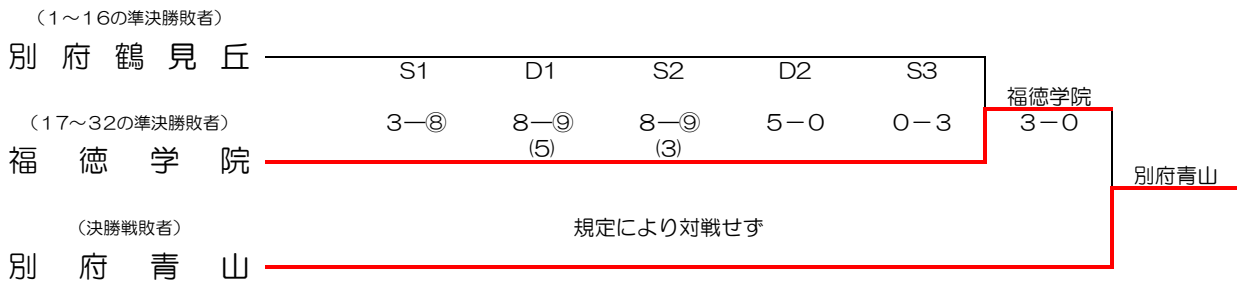 （1～16の準決勝敗者）
別府鶴見丘
S1 D1 S2 D2 S3
福徳学院
（17～32の準決勝敗者） 3－⑧ 8－⑨ 8－⑨ 5－0 0－3 3－0
(5) (3)
福徳学院
別府青山
（決勝戦敗者） 規定により対戦せず
別府青山